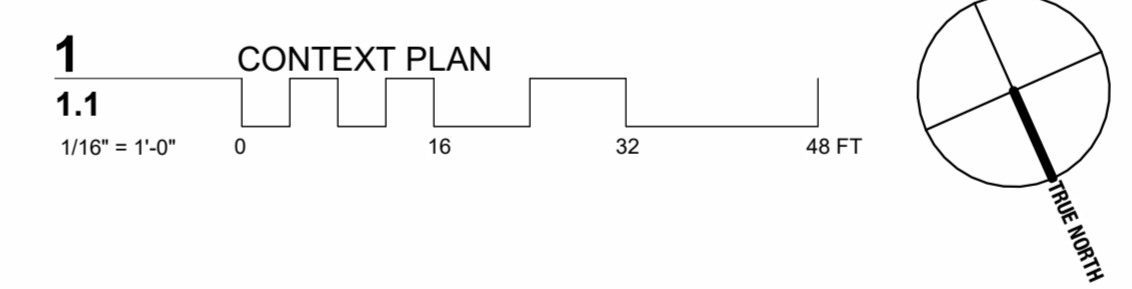 1 CONTEXT PLAN
1.1
1/16" = 1'-0" 0 16 32 48 FT
TRUE NORTH